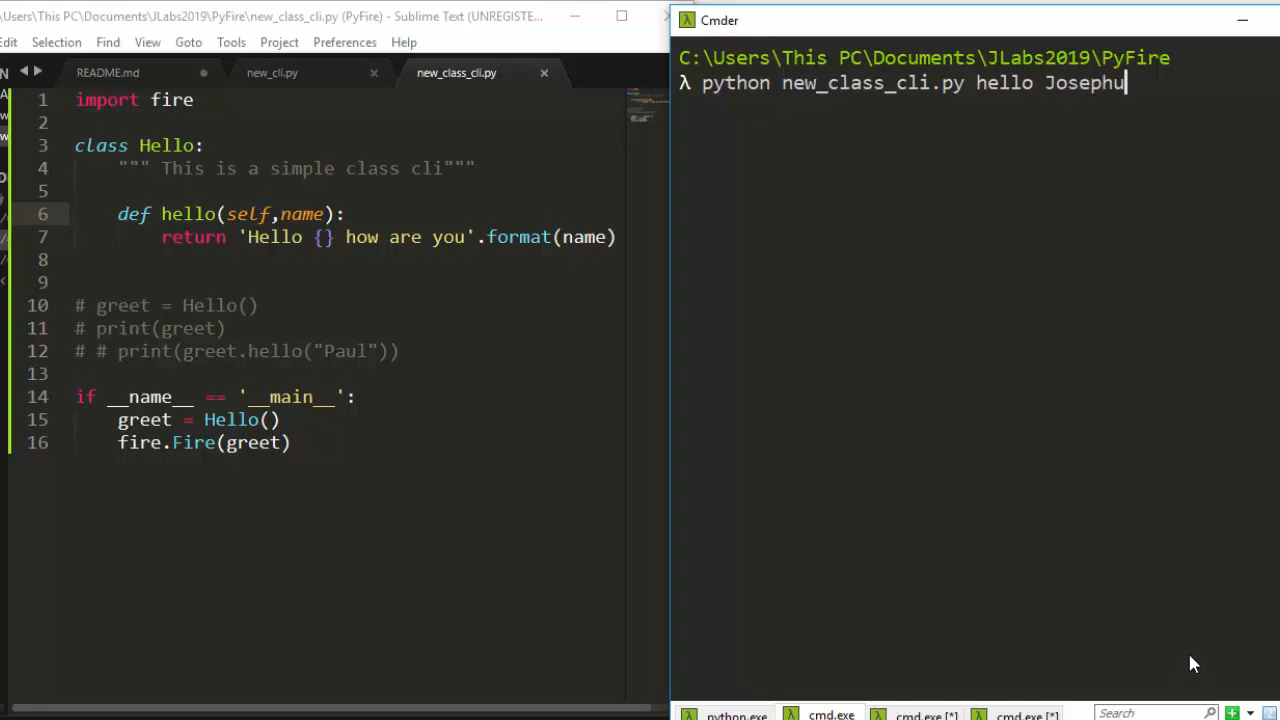 \Users\This PC\Documents\JLabs2019\PyFire\new_class_cli.py (PyFire) - Sublime Text (UNREGISTE...
Edit Selection Find View Goto Tools Project Preferences Help
README.md new_cli.py new_class_cli.py
1 import fire
2
3 class Hello:
4 """ This is a simple class cli"""
5
6 def hello(self,name):
7 return 'Hello {} how are you'.format(name)
8
9
10 # greet = Hello()
11 # print(greet)
12 # # print(greet.hello("Paul"))
13
14 if __name__ == '__main__':
15 greet = Hello()
16 fire.Fire(greet)
Cmder
C:\Users\This PC\Documents\JLabs2019\PyFire
λ python new_class_cli.py hello Josephu
python.exe cmd.exe cmd.exe [*] cmd.exe [*] Search